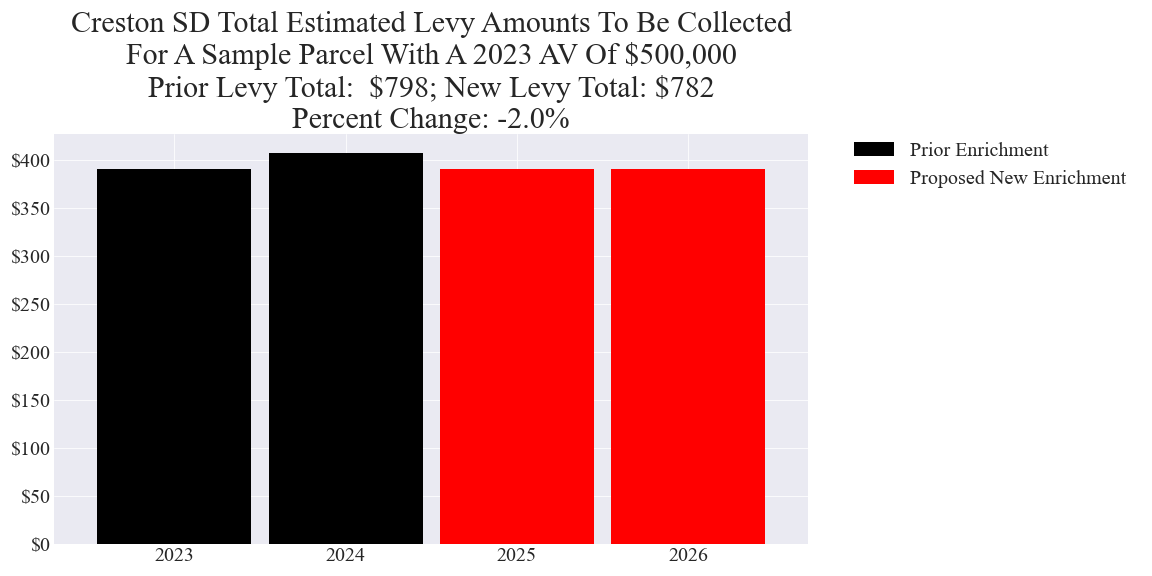 Creston SD Total Estimated Levy Amounts To Be Collected
For A Sample Parcel With A 2023 AV Of $500,000
Prior Levy Total:  $798; New Levy Total: $782
Percent Change: -2.0%
Prior Enrichment
Proposed New Enrichment
$400
$350
$300
$250
$200
$150
$100
$50
$0
2023 2024 2025 2026